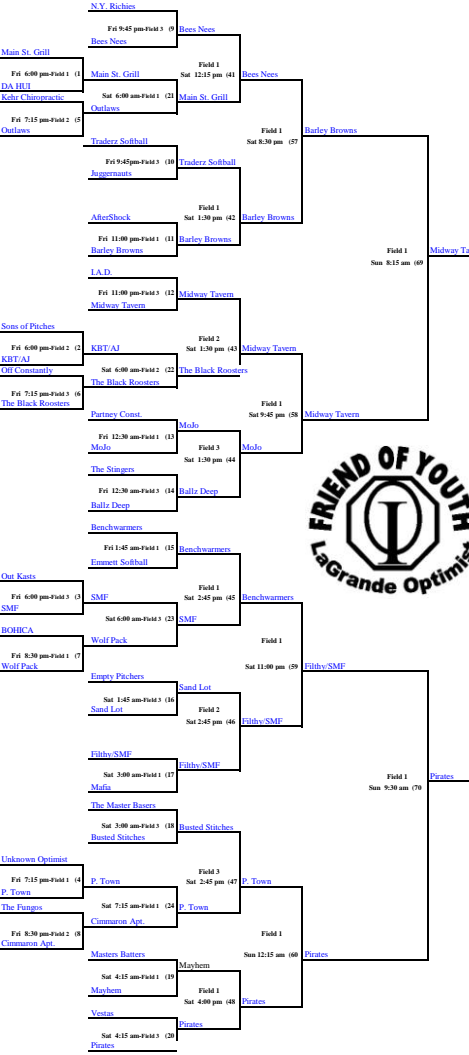 N.Y. Richies
Fri 9:45 pm-Field 3 (9
Bees Nees
Bees Nees
Main St. Grill
Field 1
Fri 6:00 pm-Field 1 (1
Main St. Grill
Sat 12:15 pm (41
Bees Nees
DA HUI
Kehr Chiropractic
Sat 6:00 am-Field 1 (21
Main St. Grill
Outlaws
Fri 7:15 pm-Field 2 (5
Outlaws
Field 1
Barley Browns
Traderz Softball
Sat 8:30 pm (57
Fri 9:45pm-Field 3 (10
Traderz Softball
Juggernauts
Field 1
AfterShock
Sat 1:30 pm (42
Barley Browns
Fri 11:00 pm-Field 1 (11
Barley Browns
Barley Browns
Field 1
Midway Ta
Sun 8:15 am (69
I.A.D.
Fri 11:00 pm-Field 3 (12
Midway Tavern
Midway Tavern
Sons of Pitches
Field 2
Fri 6:00 pm-Field 2 (2
KBT/AJ
Sat 1:30 pm (43
Midway Tavern
KBT/AJ
Off Constantly
Sat 6:00 am-Field 2 (22
The Black Roosters
The Black Roosters
Fri 7:15 pm-Field 3 (6
The Black Roosters
Field 1
Partney Const.
Sat 9:45 pm (58
Midway Tavern
MoJo
Fri 12:30 am-Field 1 (13
MoJo
Field 3
MoJo
Sat 1:30 pm (44
The Stingers
Fri 12:30 am-Field 3 (14
Ballz Deep
Ballz Deep
FRIEND OF YOUTH
LaGrande Optimis
Benchwarmers
Fri 1:45 am-Field 1 (15
Benchwarmers
Emmett Softball
Out Kasts
Field 1
Fri 6:00 pm-Field 3 (3
SMF
Sat 2:45 pm (45
Benchwarmers
SMF
Sat 6:00 am-Field 3 (23
SMF
BOHICA
Wolf Pack
Field 1
Fri 8:30 pm-Field 1 (7
Wolf Pack
Sat 11:00 pm (59
Filthy/SMF
Empty Pitchers
Sand Lot
Sat 1:45 am-Field 3 (16
Sand Lot
Field 2
Sat 2:45 pm (46
Filthy/SMF
Filthy/SMF
Filthy/SMF
Sat 3:00 am-Field 1 (17
Mafia
Field 1
Pirates
Sun 9:30 am (70
The Master Basers
Sat 3:00 am-Field 3 (18
Busted Stitches
Busted Stitches
Unknown Optimist
Field 3
Fri 7:15 pm-Field 1 (4
P. Town
Sat 2:45 pm (47
P. Town
P. Town
Sat 7:15 am-Field 1 (24
P. Town
The Fungos
Cimmaron Apt.
Fri 8:30 pm-Field 2 (8
Cimmaron Apt.
Field 1
Masters Batters
Sun 12:15 am (60
Pirates
Mayhem
Sat 4:15 am-Field 1 (19
Mayhem
Field 1
Sat 4:00 pm (48
Pirates
Vestas
Pirates
Sat 4:15 am-Field 3 (20
Pirates